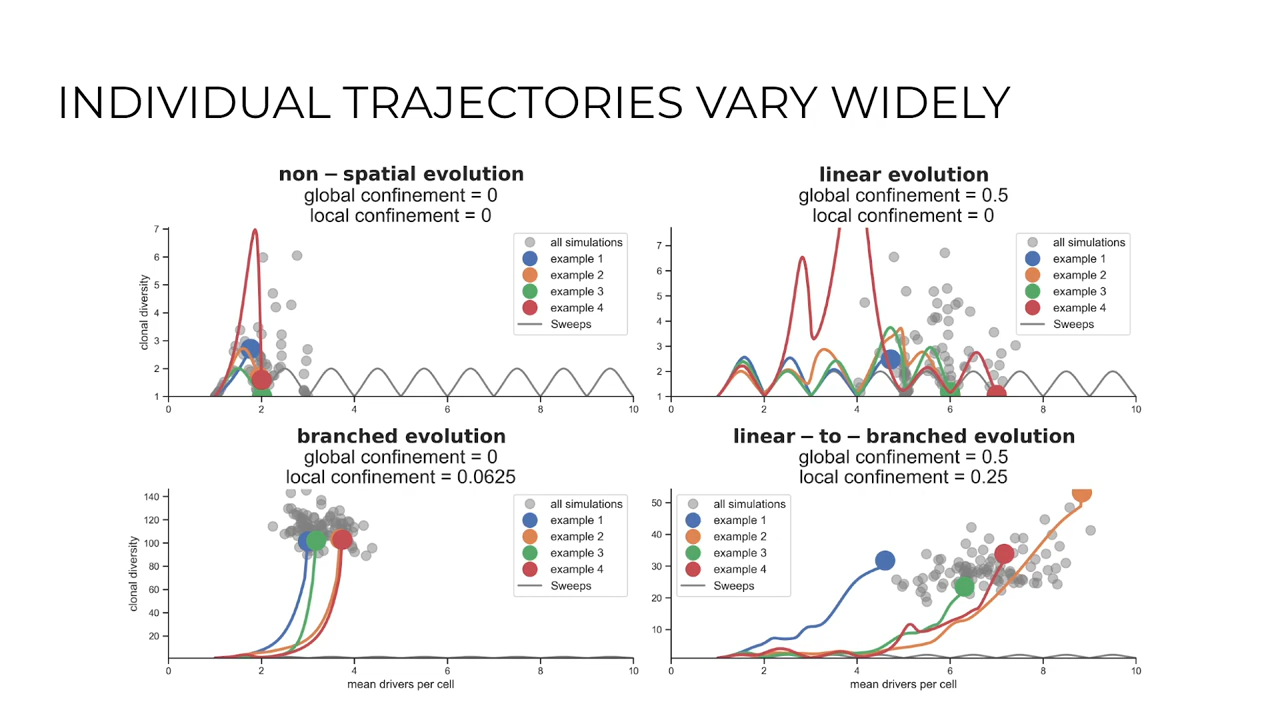 INDIVIDUAL TRAJECTORIES VARY WIDELY
non – spatial evolution
global confinement = 0
local confinement = 0
7
6
5
4
3
2
1
clonal diversity
0 2 4 6 8 10
all simulations
example 1
example 2
example 3
example 4
Sweeps
linear evolution
global confinement = 0.5
local confinement = 0
7
6
5
4
3
2
1
0 2 4 6 8 10
all simulations
example 1
example 2
example 3
example 4
Sweeps
branched evolution
global confinement = 0
local confinement = 0.0625
140
120
100
80
60
40
20
clonal diversity
0 2 4 6 8 10
mean drivers per cell
all simulations
example 1
example 2
example 3
example 4
Sweeps
linear – to – branched evolution
global confinement = 0.5
local confinement = 0.25
50
40
30
20
10
0 2 4 6 8 10
mean drivers per cell
all simulations
example 1
example 2
example 3
example 4
Sweeps